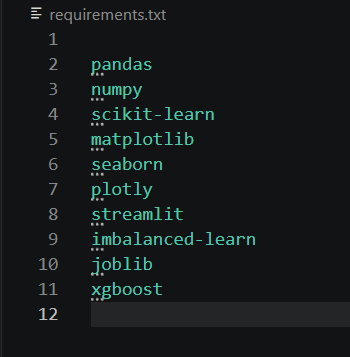 requirements.txt
1
2 pandas
3 numpy
4 scikit-learn
5 matplotlib
6 seaborn
7 plotly
8 streamlit
9 imbalanced-learn
10 joblib
11 xgboost
12